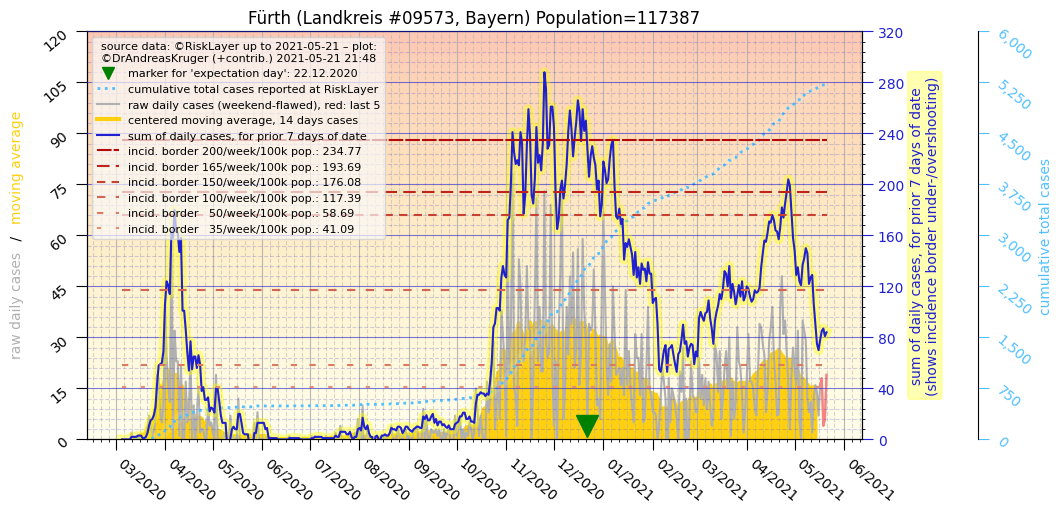 Fürth (Landkreis #09573, Bayern) Population=117387
source data: ©RiskLayer up to 2021-05-21 – plot:
©DrAndreasKruger (+contrib.) 2021-05-21 21:48
marker for 'expectation day': 22.12.2020
cumulative total cases reported at RiskLayer
raw daily cases (weekend-flawed), red: last 5
centered moving average, 14 days cases
sum of daily cases, for prior 7 days of date
incid. border 200/week/100k pop.: 234.77
incid. border 165/week/100k pop.: 193.69
incid. border 150/week/100k pop.: 176.08
incid. border 100/week/100k pop.: 117.39
incid. border 50/week/100k pop.: 58.69
incid. border 35/week/100k pop.: 41.09
raw daily cases / moving average
120
105
90
75
60
45
30
15
0
03/2020
04/2020
05/2020
06/2020
07/2020
08/2020
09/2020
10/2020
11/2020
12/2020
01/2021
02/2021
03/2021
04/2021
05/2021
06/2021
320
280
240
200
160
120
80
40
0
sum of daily cases, for prior 7 days of date
(shows incidence border under-/overshooting)
6,000
5,250
4,500
3,750
3,000
2,250
1,500
750
0
cumulative total cases